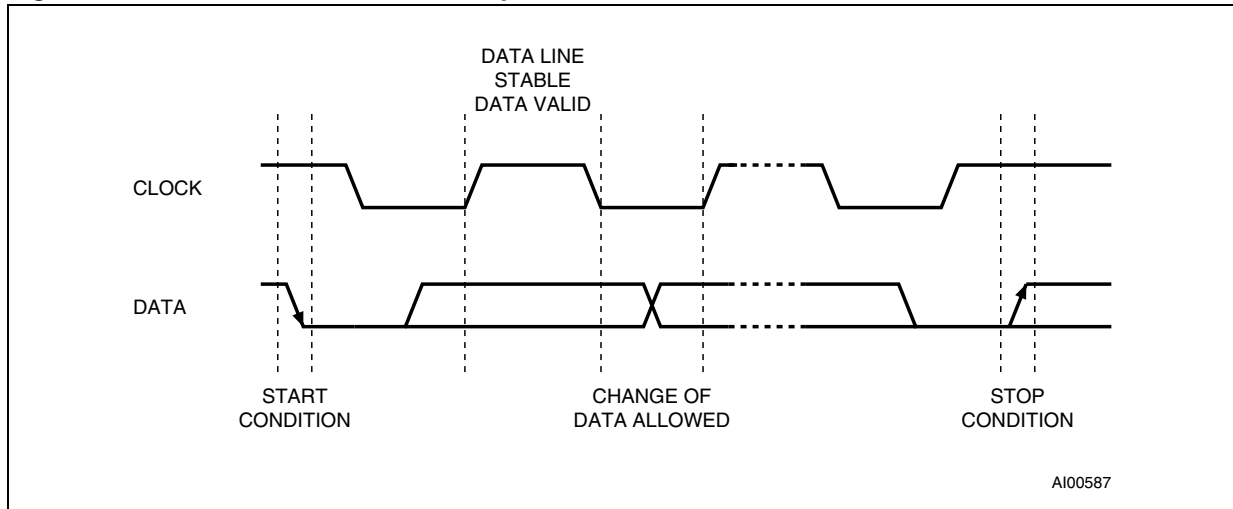 DATA LINE
STABLE
DATA VALID
CLOCK
DATA
START
CONDITION
CHANGE OF
DATA ALLOWED
STOP
CONDITION
AI00587